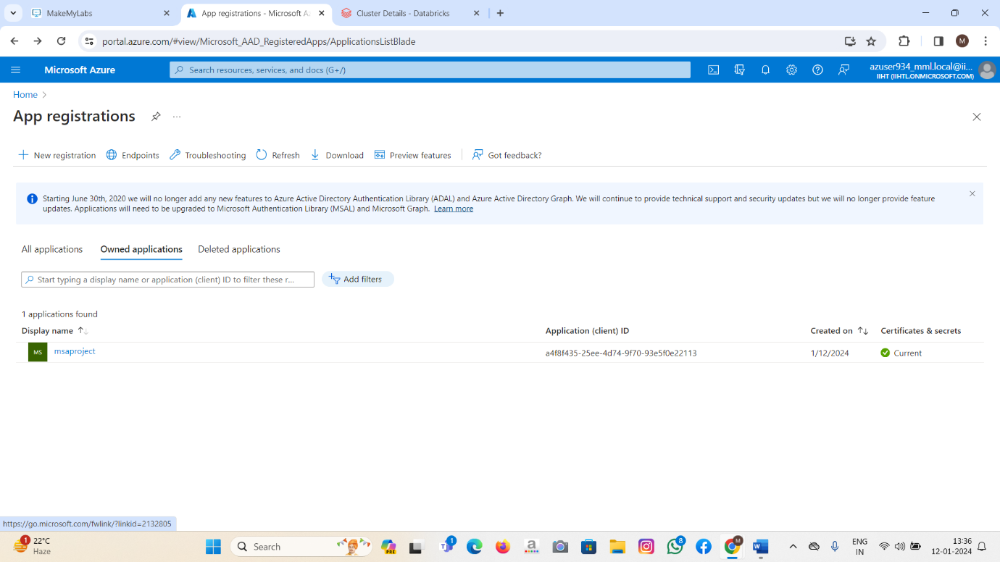 MakeMyLabs
App registrations - Microsoft Az
Cluster Details - Databricks
portal.azure.com/#view/Microsoft_AAD_RegisteredApps/ApplicationsListBlade
M
Microsoft Azure
Search resources, services, and docs (G+/)
azuser934_mml.local@ii...
IIHT (IIHTL.ONMICROSOFT.COM)
Home
App registrations
...
New registration
Endpoints
Troubleshooting
Refresh
Download
Preview features
Got feedback?
Starting June 30th, 2020 we will no longer add any new features to Azure Active Directory Authentication Library (ADAL) and Azure Active Directory Graph. We will continue to provide technical support and security updates but we will no longer provide feature
updates. Applications will need to be upgraded to Microsoft Authentication Library (MSAL) and Microsoft Graph. Learn more
All applications
Owned applications
Deleted applications
Start typing a display name or application (client) ID to filter these r...
Add filters
1 applications found
Display name
Application (client) ID
Created on
Certificates & secrets
MS
msaproject
a4f8f435-25ee-4d74-9f70-93e5f0e22113
1/12/2024
Current
https://go.microsoft.com/fwlink/?linkid=2132805
1
22°C
Haze
Search
PRE
1
a
8
M
W
ENG
IN
13:36
12-01-2024